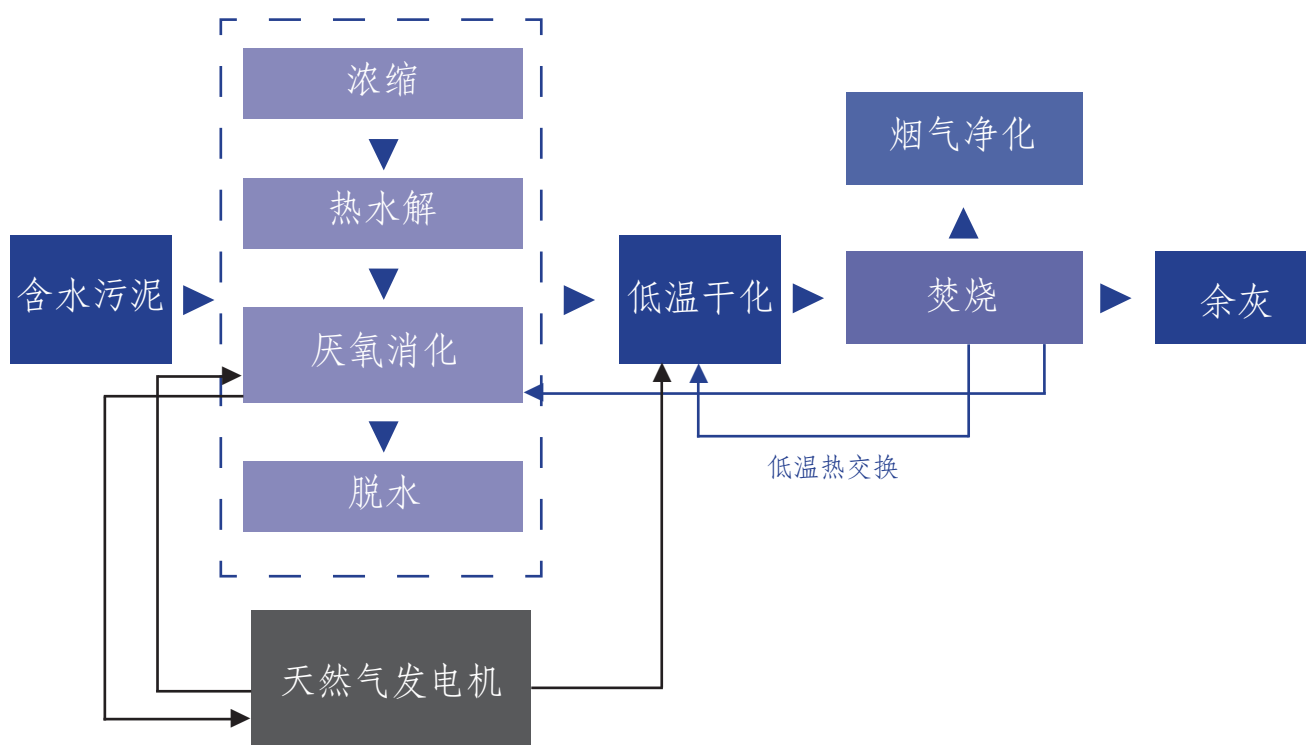 浓缩
热水解
厌氧消化
脱水
含水污泥
低温干化
烟气净化
焚烧
余灰
低温热交换
天然气发电机